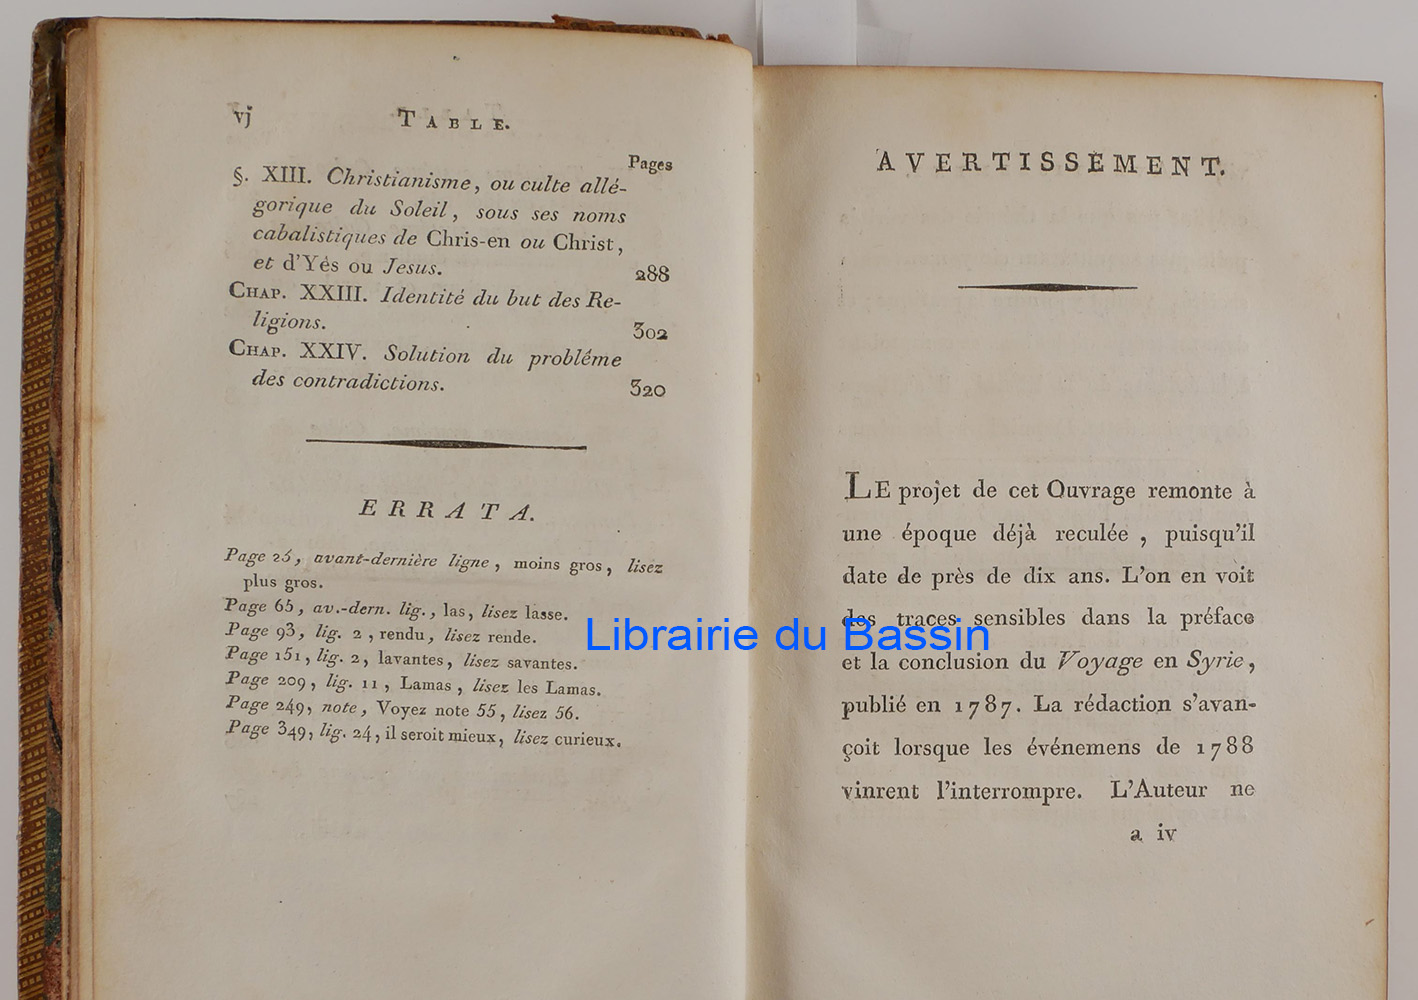 vj TABLE.
Pages
§. XIII. Christianisme, ou culte allé-
gorique du Soleil, sous ses noms
cabalistiques de Chris-en ou Christ,
et d'Yês ou Jesus. 288
CHAP. XXIII. Identité du but des Re-
ligions. 302
CHAP. XXIV. Solution du probléme
des contradictions. 320
ERRATA.
Page 25, avant-dernière ligne, moins gros, lisez
plus gros.
Page 65, av.-dern. lig., las, lisez lasse.
Page 93, lig. 2, rendu, lisez rende.
Page 151, lig. 2, lavantes, lisez savantes.
Page 209, lig. 11, Lamas, lisez les Lamas.
Page 249, note, Voyez note 55, lisez 56.
Page 349, lig. 24, il seroit mieux, lisez curieux.
AVERTISSEMENT.
LE projet de cet Ouvrage remonte à
une époque déjà reculée, puisqu'il
date de près de dix ans. L'on en voit
des traces sensibles dans la préface
et la conclusion du Voyage en Syrie,
publié en 1787. La rédaction s'avan-
çoit lorsque les événemens de 1788
vinrent l'interrompre. L'Auteur ne
a iv
Librairie du Bassin